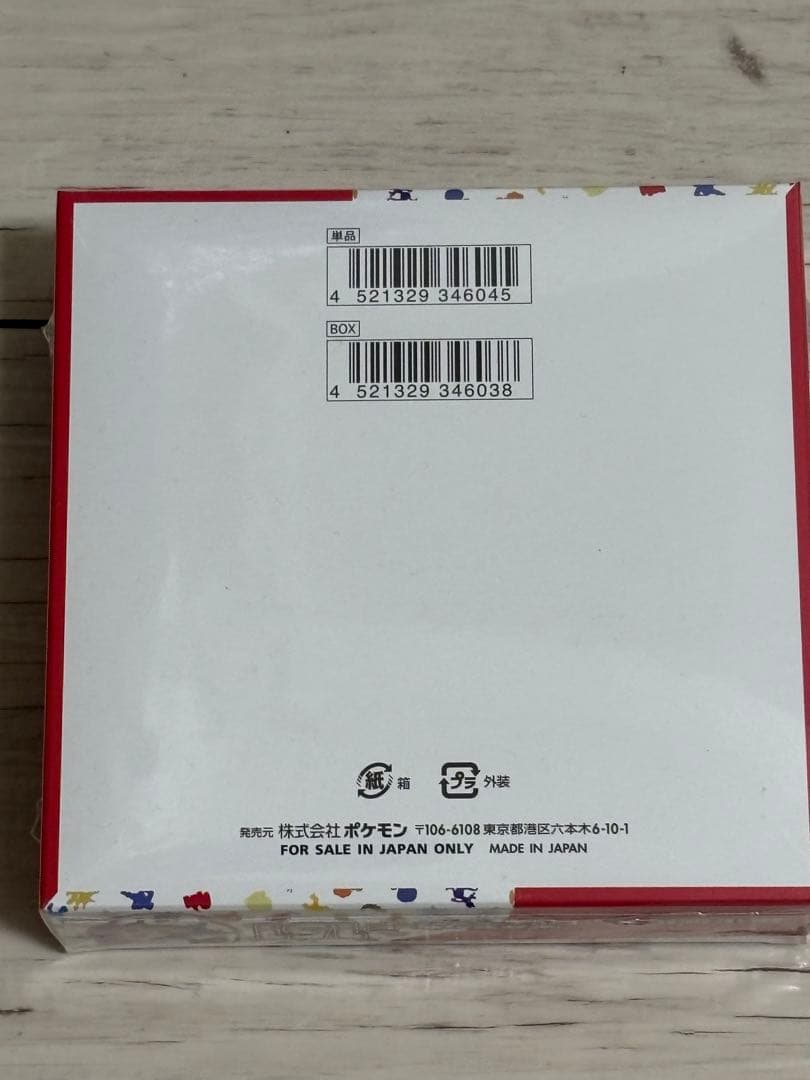 単品
4 521329 346045
BOX
4 521329 346038
紙 箱 プラ 外装
発売元 株式会社 ポケモン 〒106-6108 東京都港区六本木6-10-1
FOR SALE IN JAPAN ONLY MADE IN JAPAN